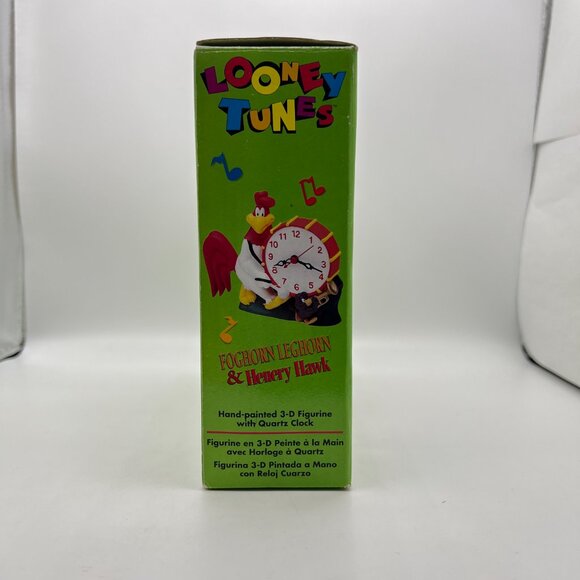 LOONEY
TUNES™
12
11 1
10 2
9 3
8 4
7 5
6
FOGHORN LEGHORN
& Henery Hawk
Hand-painted 3-D Figurine
with Quartz Clock
Figurine en 3-D Peinte à la Main
avec Horloge à Quartz
Figurina 3-D Pintada a Mano
con Reloj Cuarzo